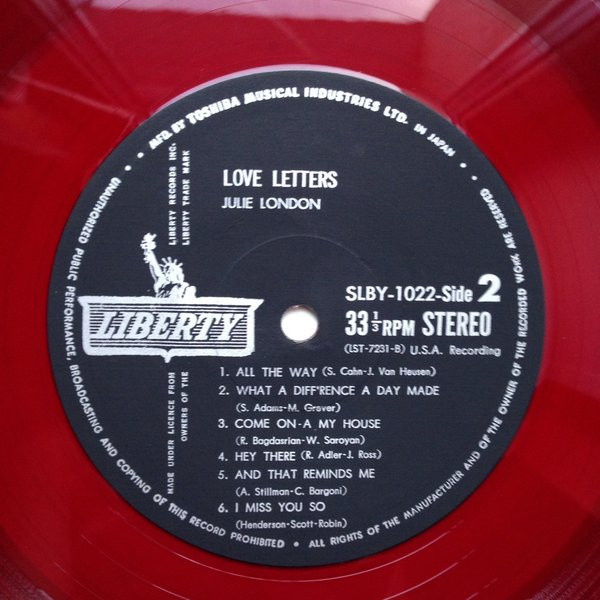 • MFD. BY TOSHIBA MUSICAL INDUSTRIES LTD. IN JAPAN •
LOVE LETTERS
JULIE LONDON
LIBERTY RECORDS INC.
LIBERTY TRADE MARK
LIBERTY
MADE UNDER LICENCE FROM
OWNERS OF THE
SLBY-1022-Side 2
33 1/3 RPM STEREO
(LST-7231-B) U.S.A. Recording
1. ALL THE WAY (S. Cahn-J. Van Heusen)
2. WHAT A DIFF'RENCE A DAY MADE
(S. Adams-M. Grever)
3. COME ON-A MY HOUSE
(R. Bagdasrian-W. Saroyan)
4. HEY THERE (R. Adler-J. Ross)
5. AND THAT REMINDS ME
(A. Stillman-C. Bargoni)
6. I MISS YOU SO
(Henderson-Scott-Robin)
• ALL RIGHTS OF THE MANUFACTURER AND OF THE OWNER OF THE RECORDED WORK ARE RESERVED
UNAUTHORIZED PUBLIC PERFORMANCE, BROADCASTING AND COPYING OF THIS RECORD PROHIBITED